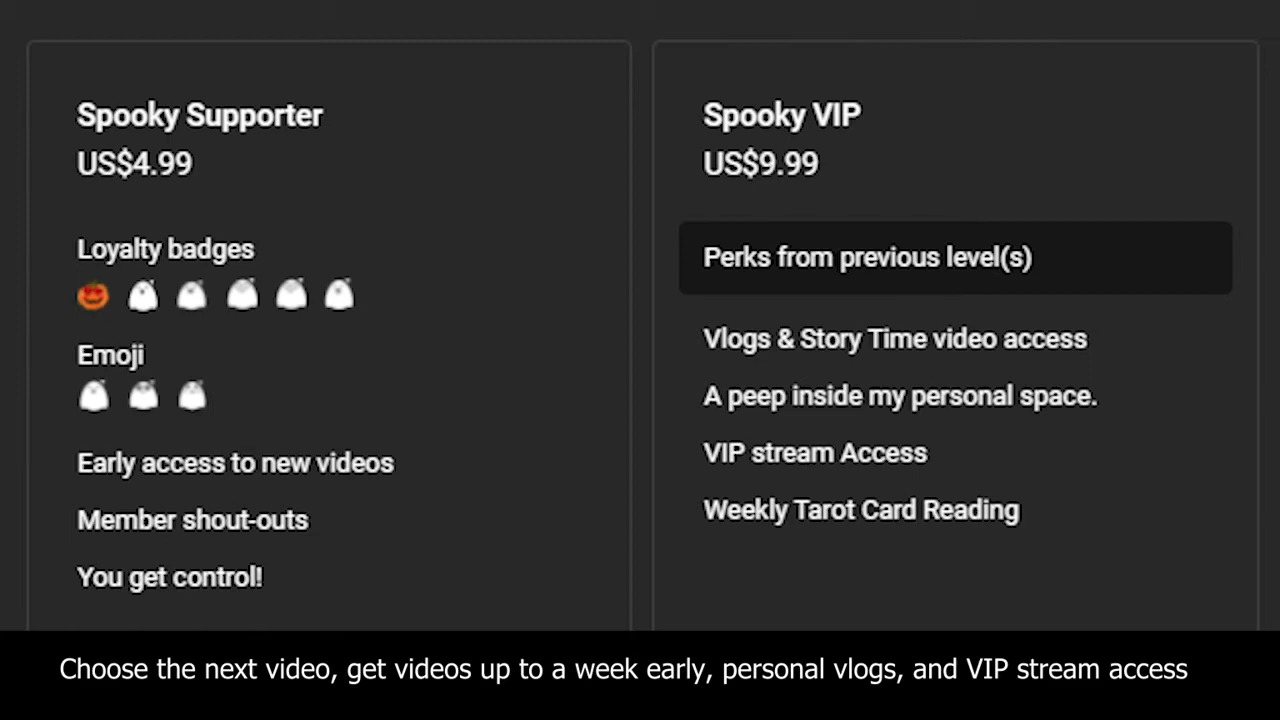 Spooky Supporter
US$4.99
Loyalty badges
Emoji
Early access to new videos
Member shout-outs
You get control!
Spooky VIP
US$9.99
Perks from previous level(s)
Vlogs & Story Time video access
A peep inside my personal space.
VIP stream Access
Weekly Tarot Card Reading
Choose the next video, get videos up to a week early, personal vlogs, and VIP stream access